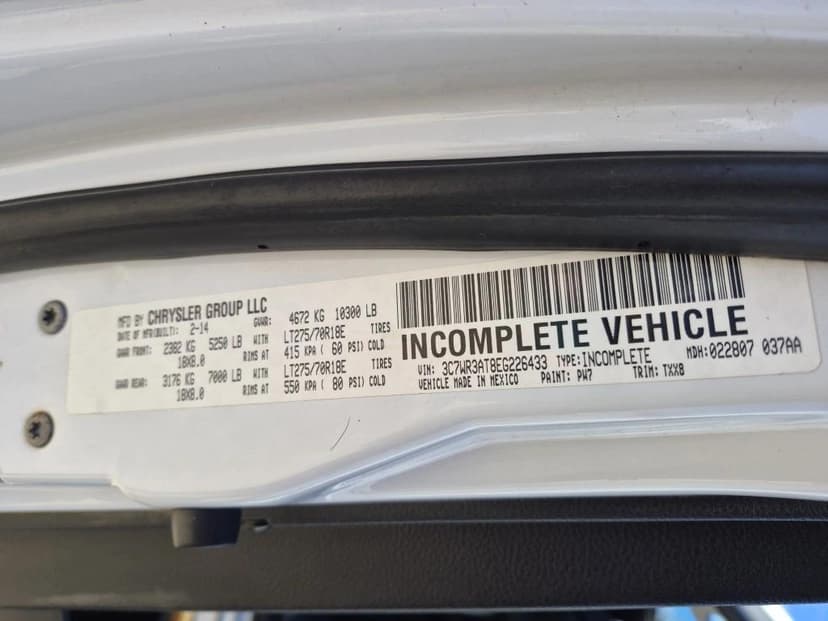 MFD BY CHRYSLER GROUP LLC
DATE OF MFR(BUILT): 2-14 GVWR: 4672 KG 10300 LB
GAWR FRONT: 2382 KG 5250 LB WITH LT275/70R18E TIRES
18X8.0 RIMS AT 415 KPA ( 60 PSI) COLD
GAWR REAR: 3176 KG 7000 LB WITH LT275/70R18E TIRES
18X8.0 RIMS AT 550 KPA ( 80 PSI) COLD
INCOMPLETE VEHICLE
VIN: 3C7WR3AT8EG226433 TYPE:INCOMPLETE MDH:022807 037AA
VEHICLE MADE IN MEXICO PAINT: PW7 TRIM: TXX8